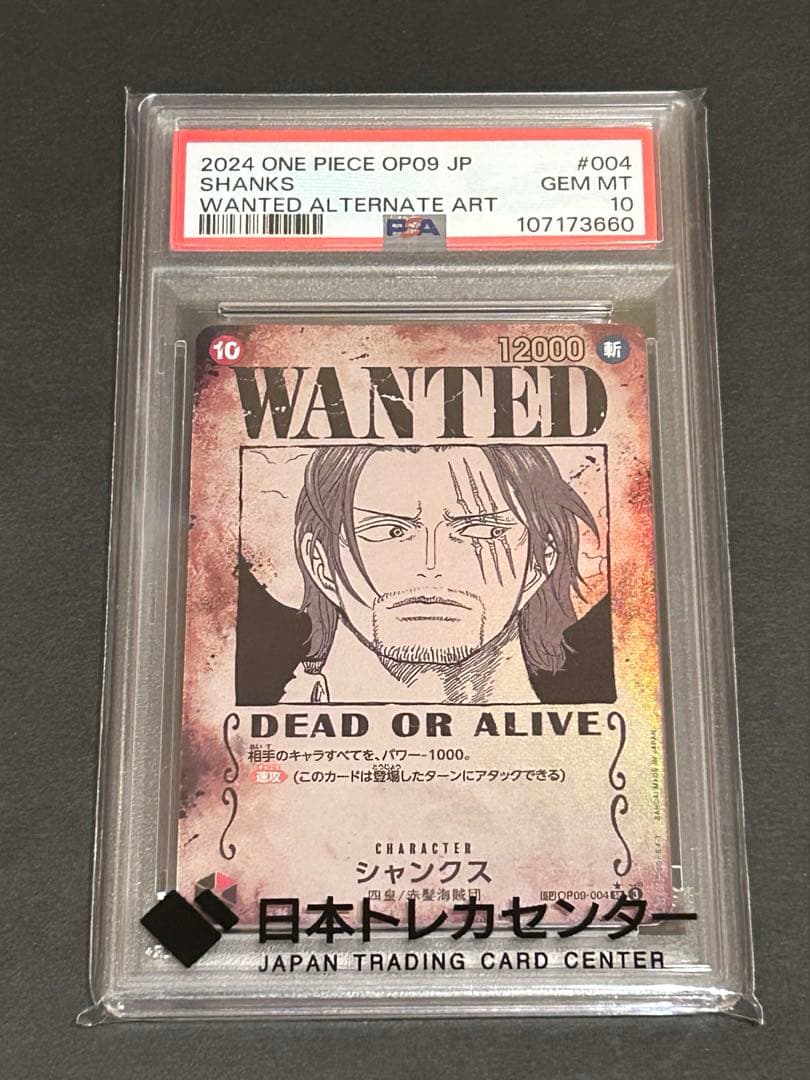 2024 ONE PIECE OP09 JP #004
SHANKS GEM MT
WANTED ALTERNATE ART 10
PSA 107173660
10 12000 斬
WANTED
DEAD OR ALIVE
相手のキャラすべてを、パワー-1000。
速攻 (このカードは登場したターンにアタックできる)
CHARACTER
シャンクス
四皇/赤髪海賊団
OP09-004
日本トレカセンター
JAPAN TRADING CARD CENTER